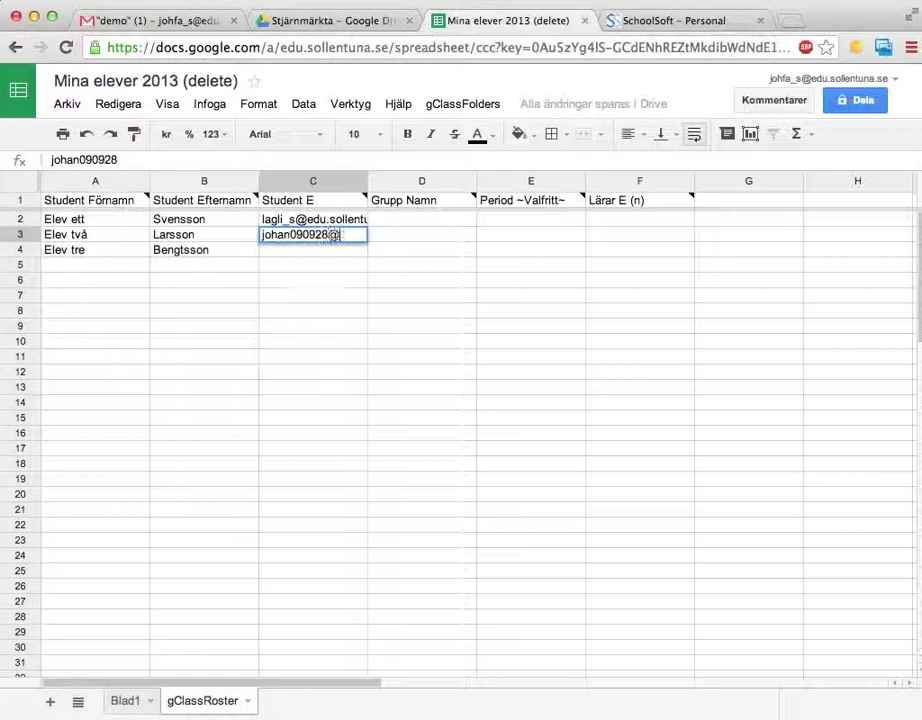 "demo" (1) – johfa_s@edu
Stjärnmärkta – Google Dri
Mina elever 2013 (delete)
SchoolSoft – Personal
https://docs.google.com/a/edu.sollentuna.se/spreadsheet/ccc?key=0Au5zYg4lS-GCdENhREZtMkdibWdNdE1...
ABP
Mina elever 2013 (delete)
johfa_s@edu.sollentuna.se
Arkiv Redigera Visa Infoga Format Data Verktyg Hjälp gClassFolders Alla ändringar sparas i Drive
Kommentarer
Dela
kr % 123 Arial 10 B I S A Σ
fx johan090928
A B C D E F G H
1 Student Förnamn Student Efternamn Student E Grupp Namn Period ~Valfritt~ Lärar E (n)
2 Elev ett Svensson lagli_s@edu.sollentu
3 Elev två Larsson johan090928@
4 Elev tre Bengtsson
5
6
7
8
9
10
11
12
13
14
15
16
17
18
19
20
21
22
23
24
25
26
27
28
29
30
31
+ Blad1 gClassRoster